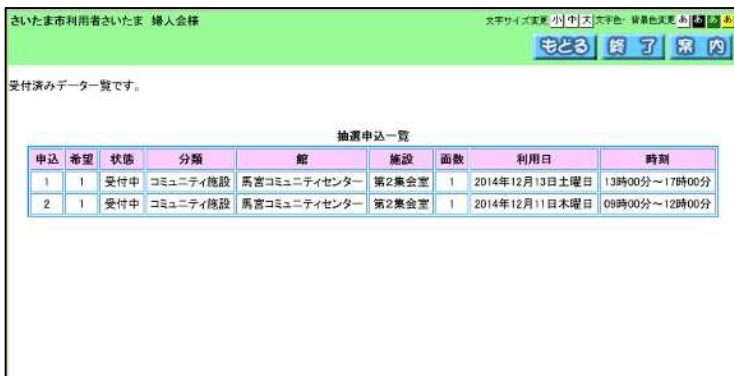 さいたま市利用者さいたま 婦人会様
文字サイズ変更 小 中 大 文字色・背景色変更 あ あ あ あ
もどる 終 了 案 内
受付済みデータ一覧です。
抽選申込一覧
申込 希望 状態 分類 館 施設 面数 利用日 時刻
1 1 受付中 コミュニティ施設 馬宮コミュニティセンター 第2集会室 1 2014年12月13日土曜日 13時00分～17時00分
2 1 受付中 コミュニティ施設 馬宮コミュニティセンター 第2集会室 1 2014年12月11日木曜日 09時00分～12時00分